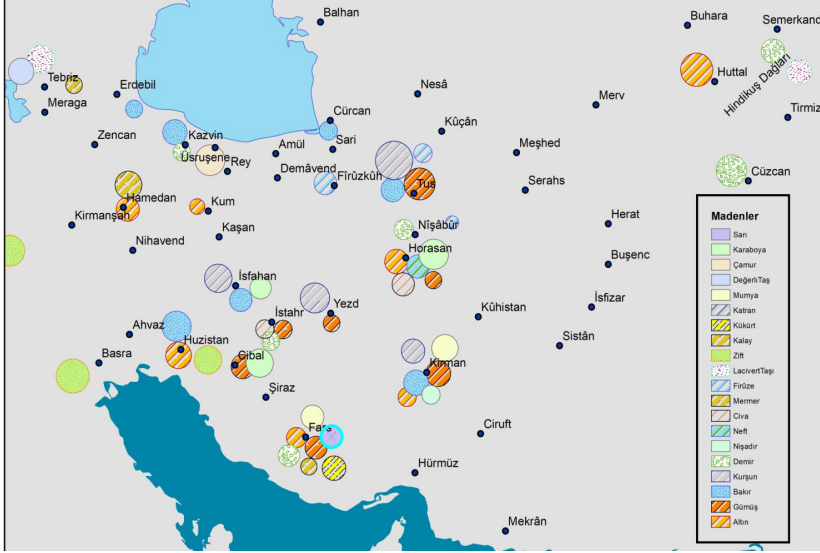 Balhan
Buhara
Semerkand
Tebriz
Erdebil
Nesâ
Huttal
Hindikuş Dağları
Meraga
Cürcan
Merv
Tirmiz
Zencan
Kazvin
Amül
Sari
Kûçân
Meşhed
Usruşene
Rey
Demâvend
Fîrûzkûh
Tus
Serahs
Cüzcan
Hamedan
Kum
Kirmanşan
Kaşan
Nîşâbûr
Herat
Nihavend
Horasan
Buşenc
İsfahan
İstahr
Yezd
Kûhistan
İsfizar
Ahvaz
Huzistan
Sistân
Basra
Cibal
Kirman
Şiraz
Fars
Ciruft
Hürmüz
Mekrân
Madenler
Sarı
Karaboya
Çamur
DeğerliTaş
Mumya
Katran
Kükürt
Kalay
Zift
LacivertTaşı
Firûze
Mermer
Civa
Neft
Nişadır
Demir
Kurşun
Bakır
Gümüş
Altın